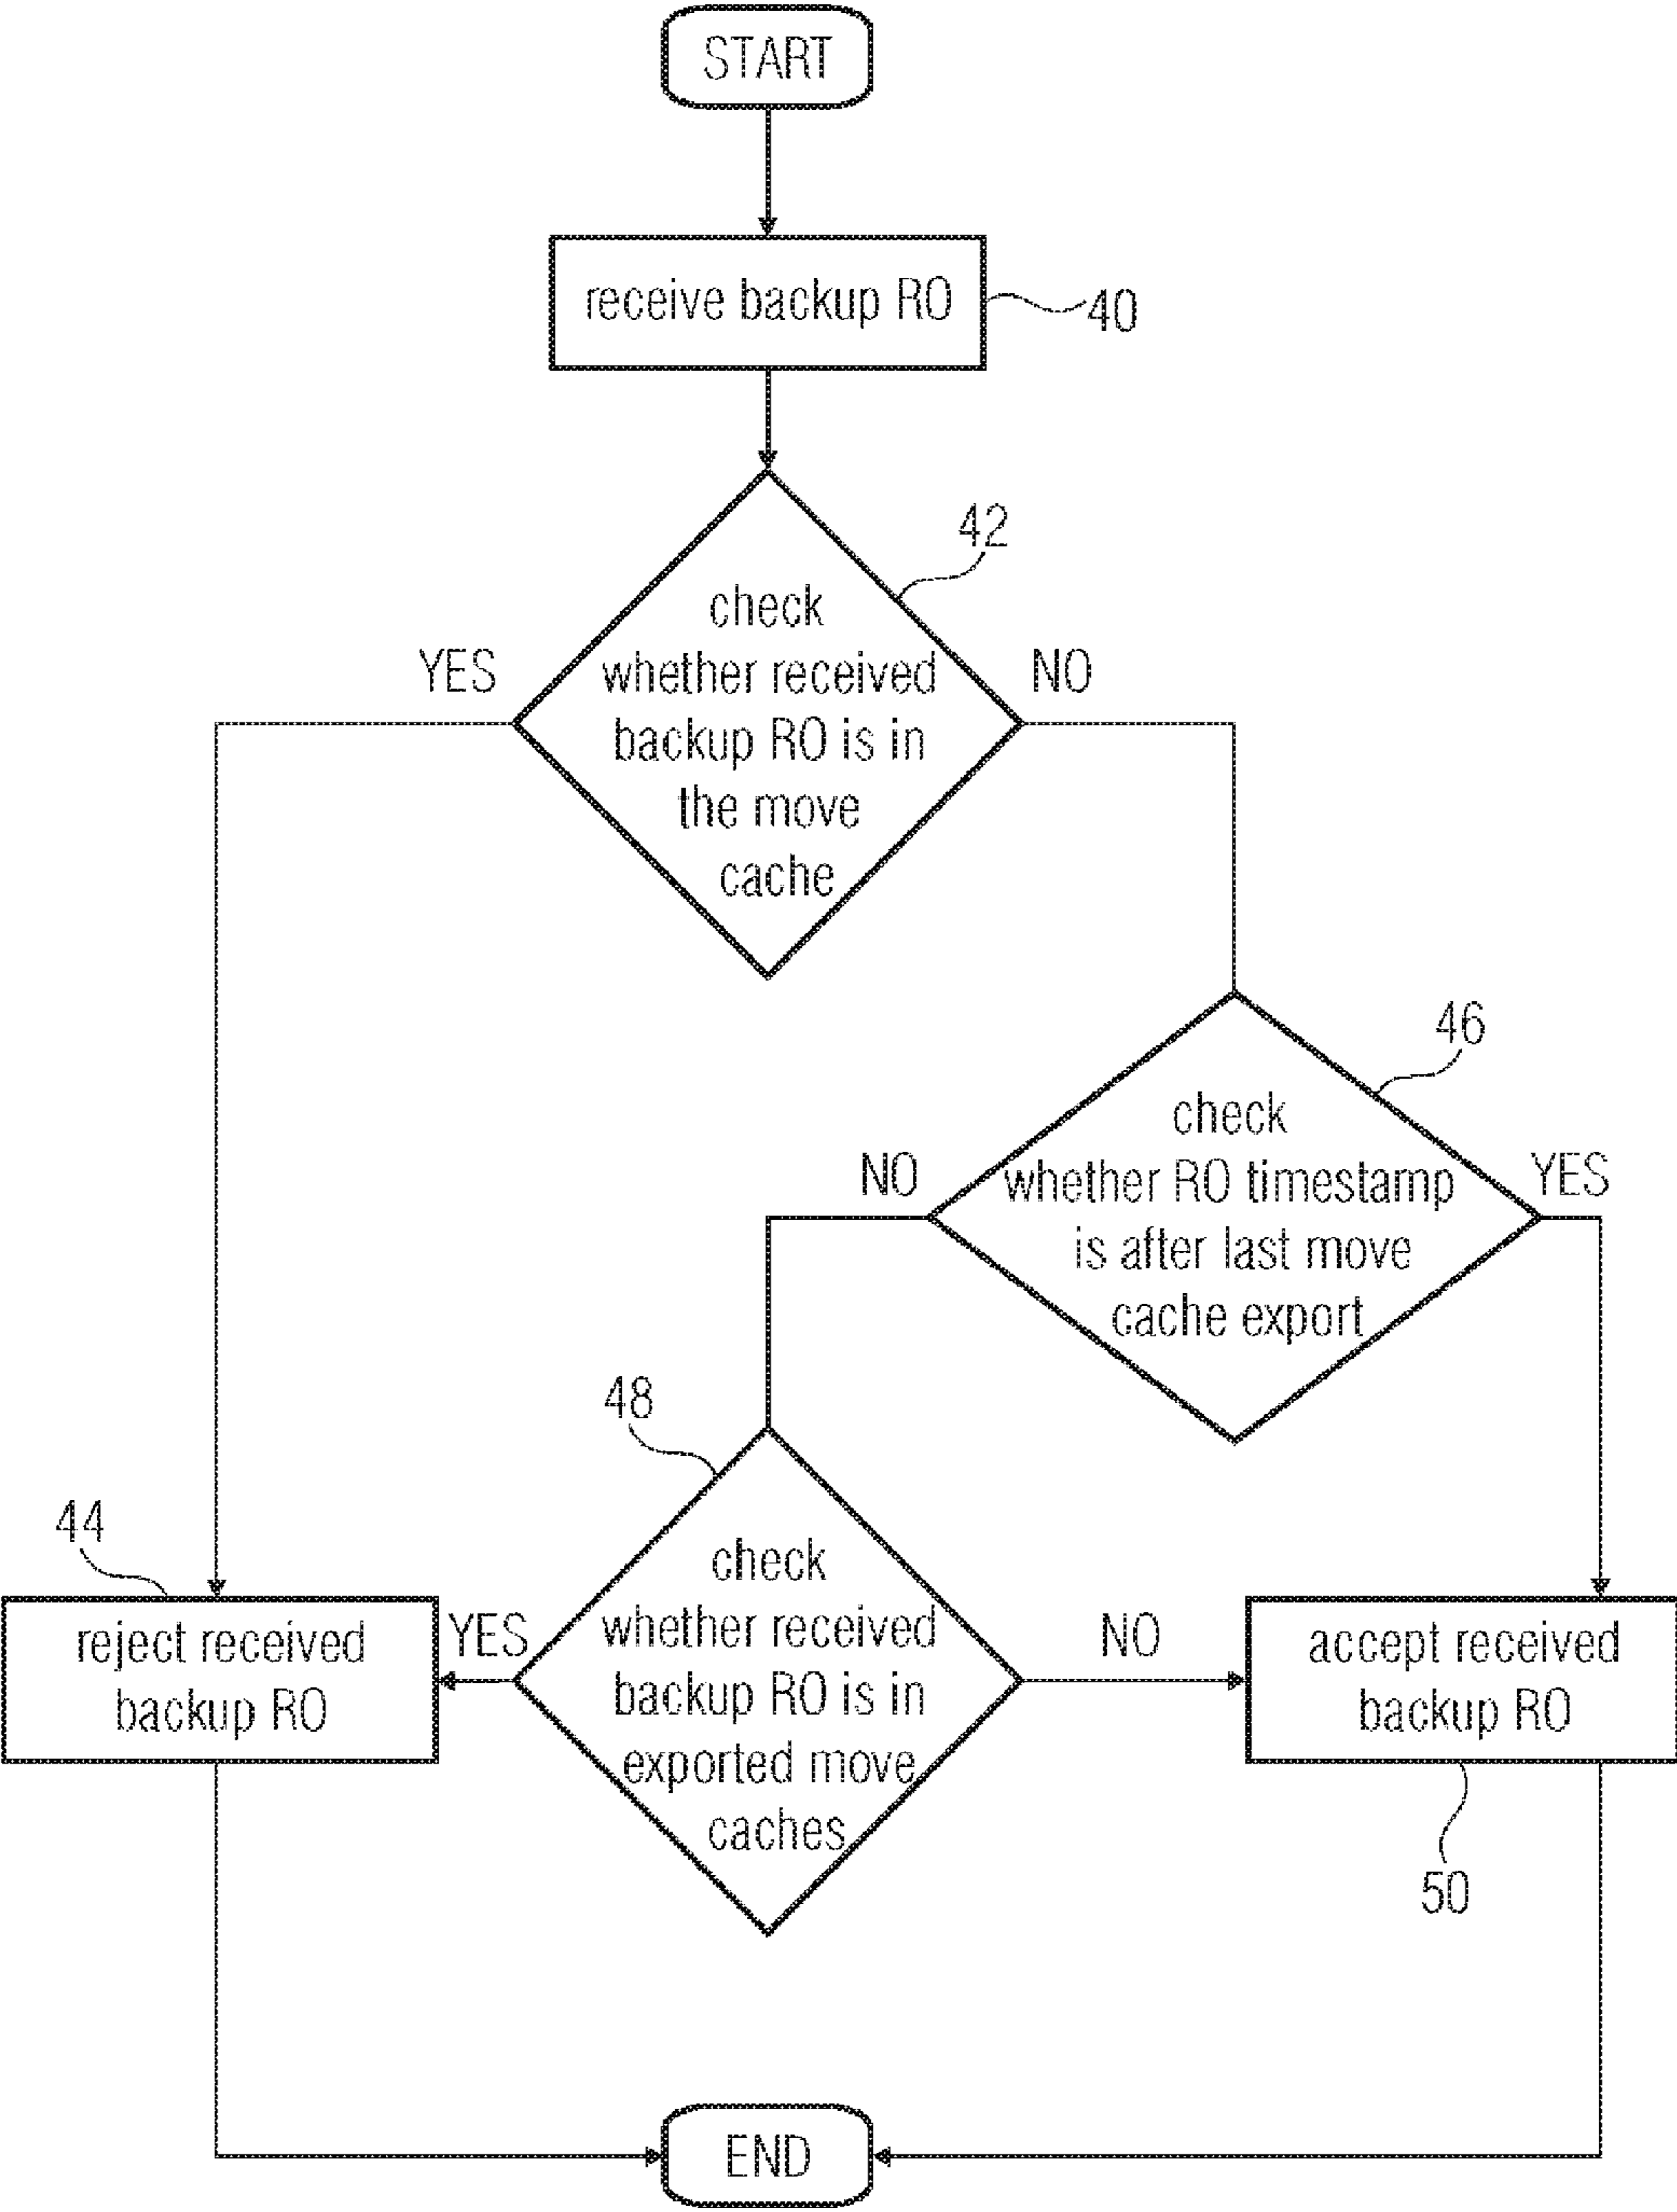 START
receive backup RO
40
42
check
whether received
backup RO is in
the move
cache
YES
NO
46
check
whether RO timestamp
is after last move
cache export
NO
YES
48
check
whether received
backup RO is in
exported move
caches
44
reject received
backup RO
YES
NO
accept received
backup RO
50
END